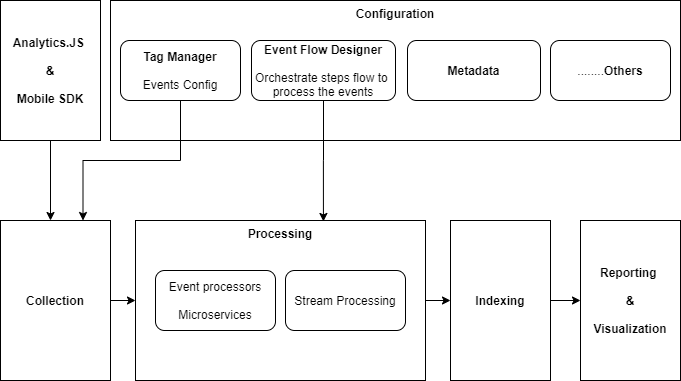 Configuration
Analytics.JS
&
Mobile SDK
Tag Manager
Events Config
Event Flow Designer
Orchestrate steps flow to
process the events
Metadata
........Others
Collection
Processing
Event processors
Microservices
Stream Processing
Indexing
Reporting
&
Visualization